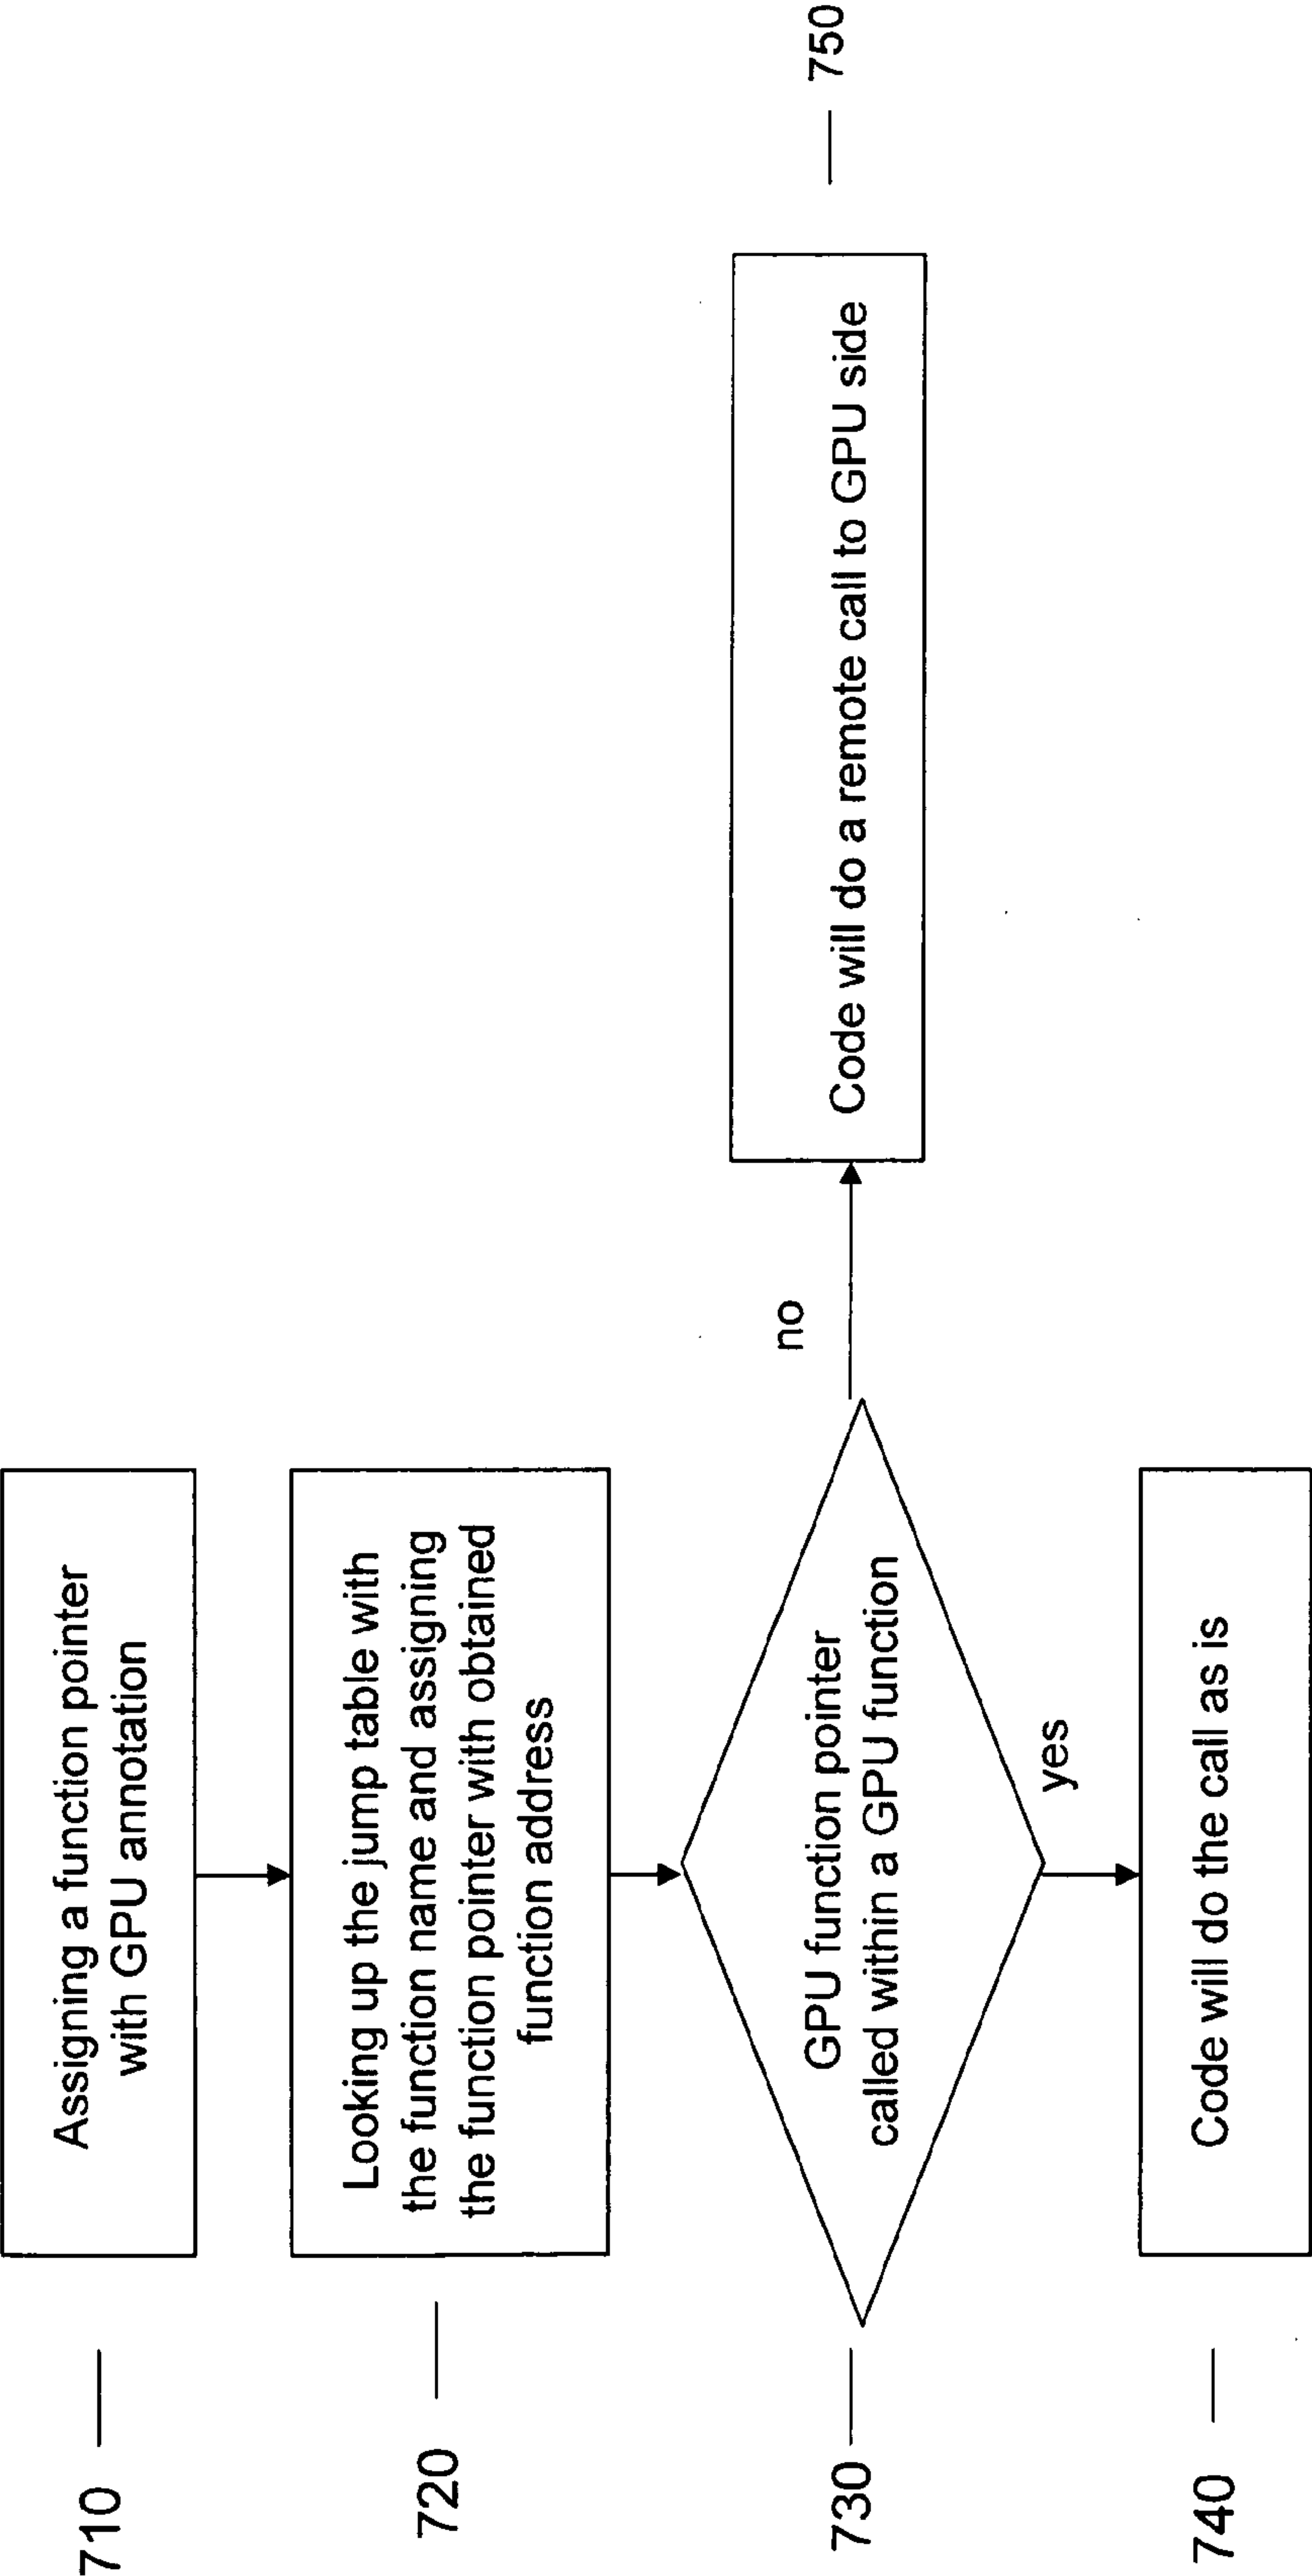 710
Assigning a function pointer
with GPU annotation
720
Looking up the jump table with
the function name and assigning
the function pointer with obtained
function address
730
GPU function pointer
called within a GPU function
no
Code will do a remote call to GPU side
750
yes
740
Code will do the call as is